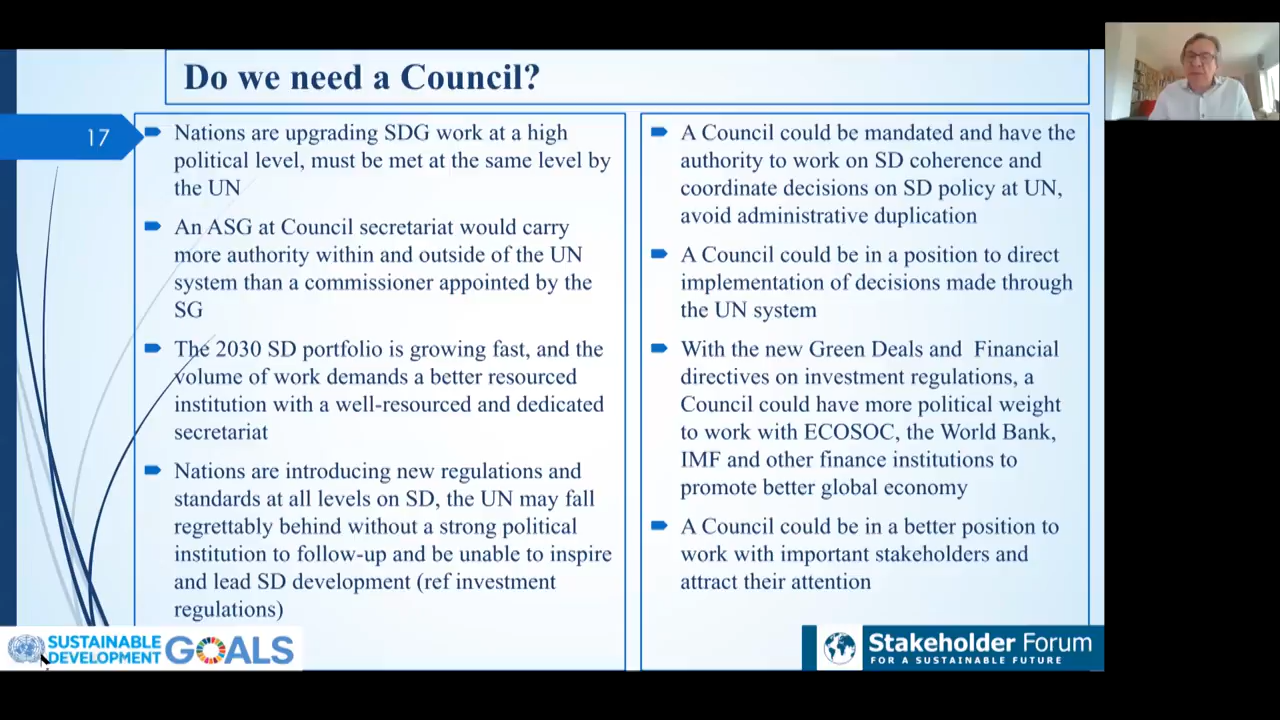 Do we need a Council?
17
Nations are upgrading SDG work at a high
political level, must be met at the same level by
the UN
An ASG at Council secretariat would carry
more authority within and outside of the UN
system than a commissioner appointed by the
SG
The 2030 SD portfolio is growing fast, and the
volume of work demands a better resourced
institution with a well-resourced and dedicated
secretariat
Nations are introducing new regulations and
standards at all levels on SD, the UN may fall
regrettably behind without a strong political
institution to follow-up and be unable to inspire
and lead SD development (ref investment
regulations)
A Council could be mandated and have the
authority to work on SD coherence and
coordinate decisions on SD policy at UN,
avoid administrative duplication
A Council could be in a position to direct
implementation of decisions made through
the UN system
With the new Green Deals and Financial
directives on investment regulations, a
Council could have more political weight
to work with ECOSOC, the World Bank,
IMF and other finance institutions to
promote better global economy
A Council could be in a better position to
work with important stakeholders and
attract their attention
SUSTAINABLE
DEVELOPMENT GOALS
Stakeholder Forum
FOR A SUSTAINABLE FUTURE